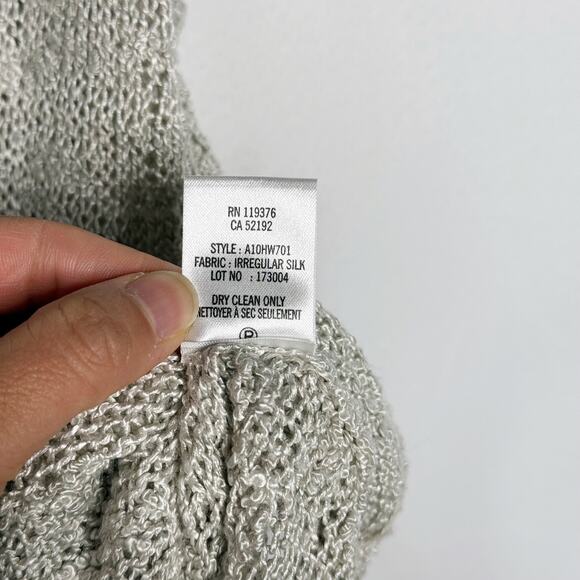 RN 119376
CA 52192
STYLE : A10HW701
FABRIC : IRREGULAR SILK
LOT NO : 173004
DRY CLEAN ONLY
NETTOYER À SEC SEULEMENT
P